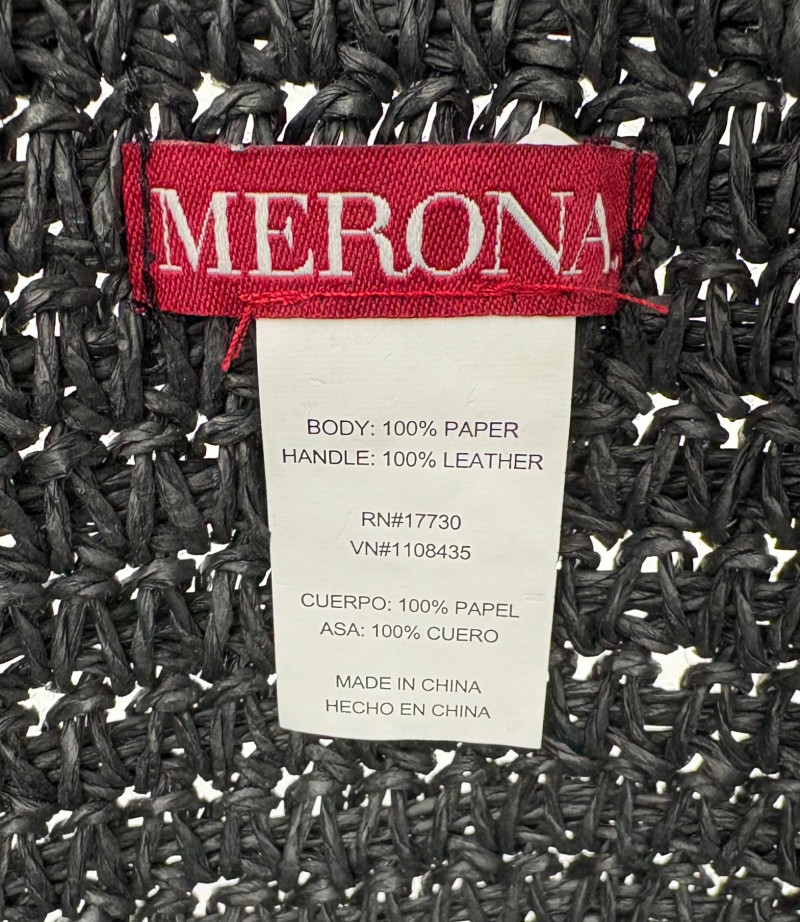 MERONA.
BODY: 100% PAPER
HANDLE: 100% LEATHER
RN#17730
VN#1108435
CUERPO: 100% PAPEL
ASA: 100% CUERO
MADE IN CHINA
HECHO EN CHINA